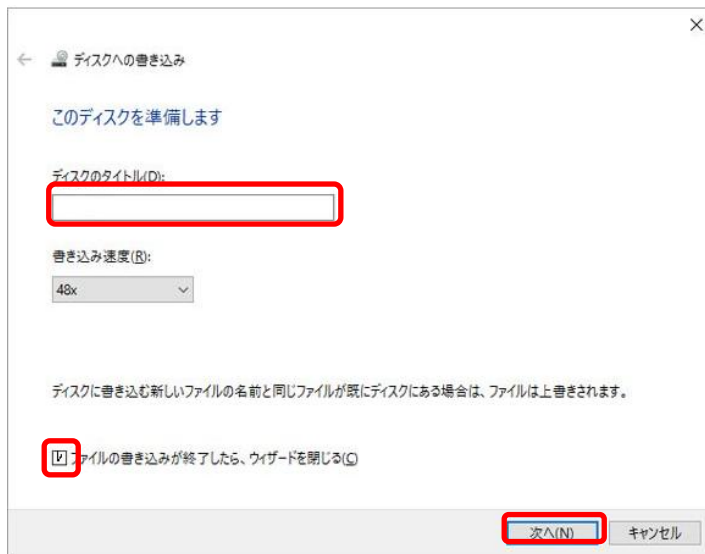 ディスクへの書き込み
このディスクを準備します
ディスクのタイトル(D):
書き込み速度(R):
48x
ディスクに書き込む新しいファイルの名前と同じファイルが既にディスクにある場合は、ファイルは上書きされます。
ファイルの書き込みが終了したら、ウィザードを閉じる(C)
次へ(N) キャンセル